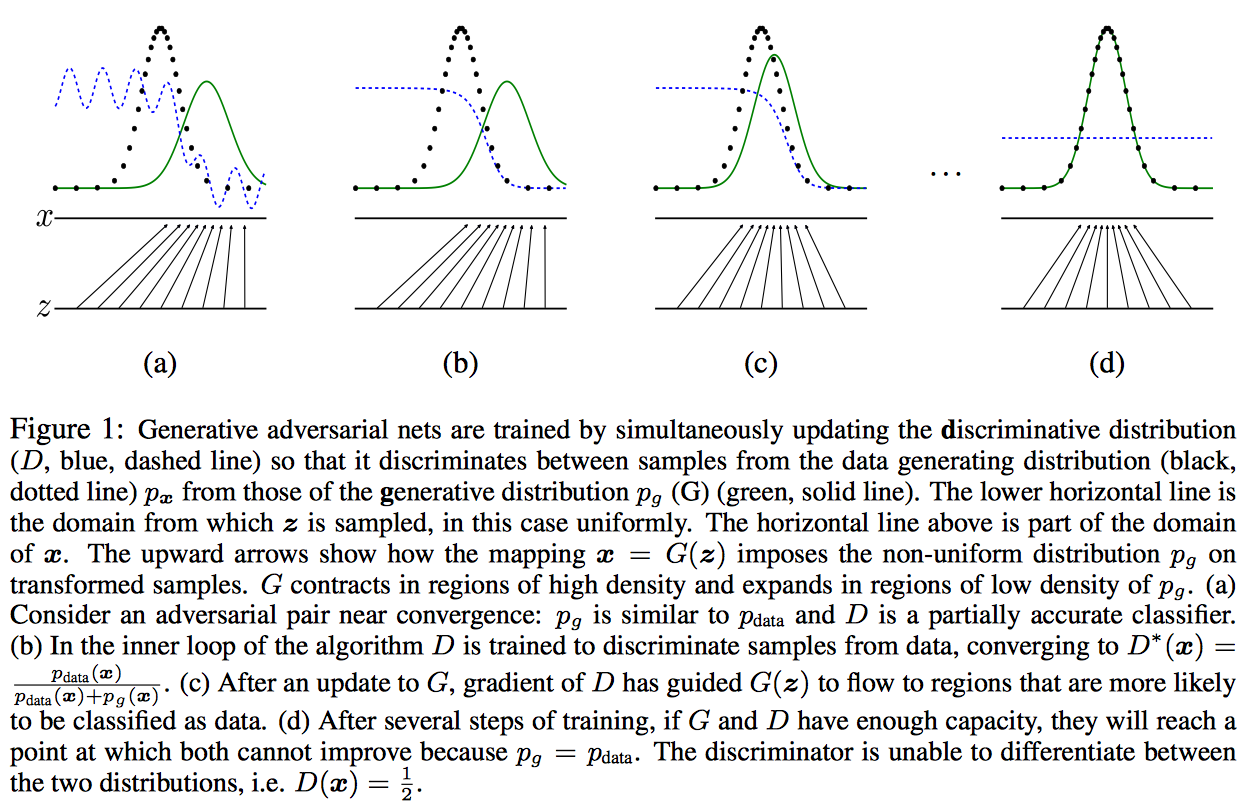 x
...
z
(a) (b) (c) (d)
Figure 1: Generative adversarial nets are trained by simultaneously updating the discriminative distribution
(D, blue, dashed line) so that it discriminates between samples from the data generating distribution (black,
dotted line) pₓ from those of the generative distribution p_g (G) (green, solid line). The lower horizontal line is
the domain from which z is sampled, in this case uniformly. The horizontal line above is part of the domain
of x. The upward arrows show how the mapping x = G(z) imposes the non-uniform distribution p_g on
transformed samples. G contracts in regions of high density and expands in regions of low density of p_g. (a)
Consider an adversarial pair near convergence: p_g is similar to p_data and D is a partially accurate classifier.
(b) In the inner loop of the algorithm D is trained to discriminate samples from data, converging to D*(x) =
p_data(x) / (p_data(x)+p_g(x)). (c) After an update to G, gradient of D has guided G(z) to flow to regions that are more likely
to be classified as data. (d) After several steps of training, if G and D have enough capacity, they will reach a
point at which both cannot improve because p_g = p_data. The discriminator is unable to differentiate between
the two distributions, i.e. D(x) = 1/2.